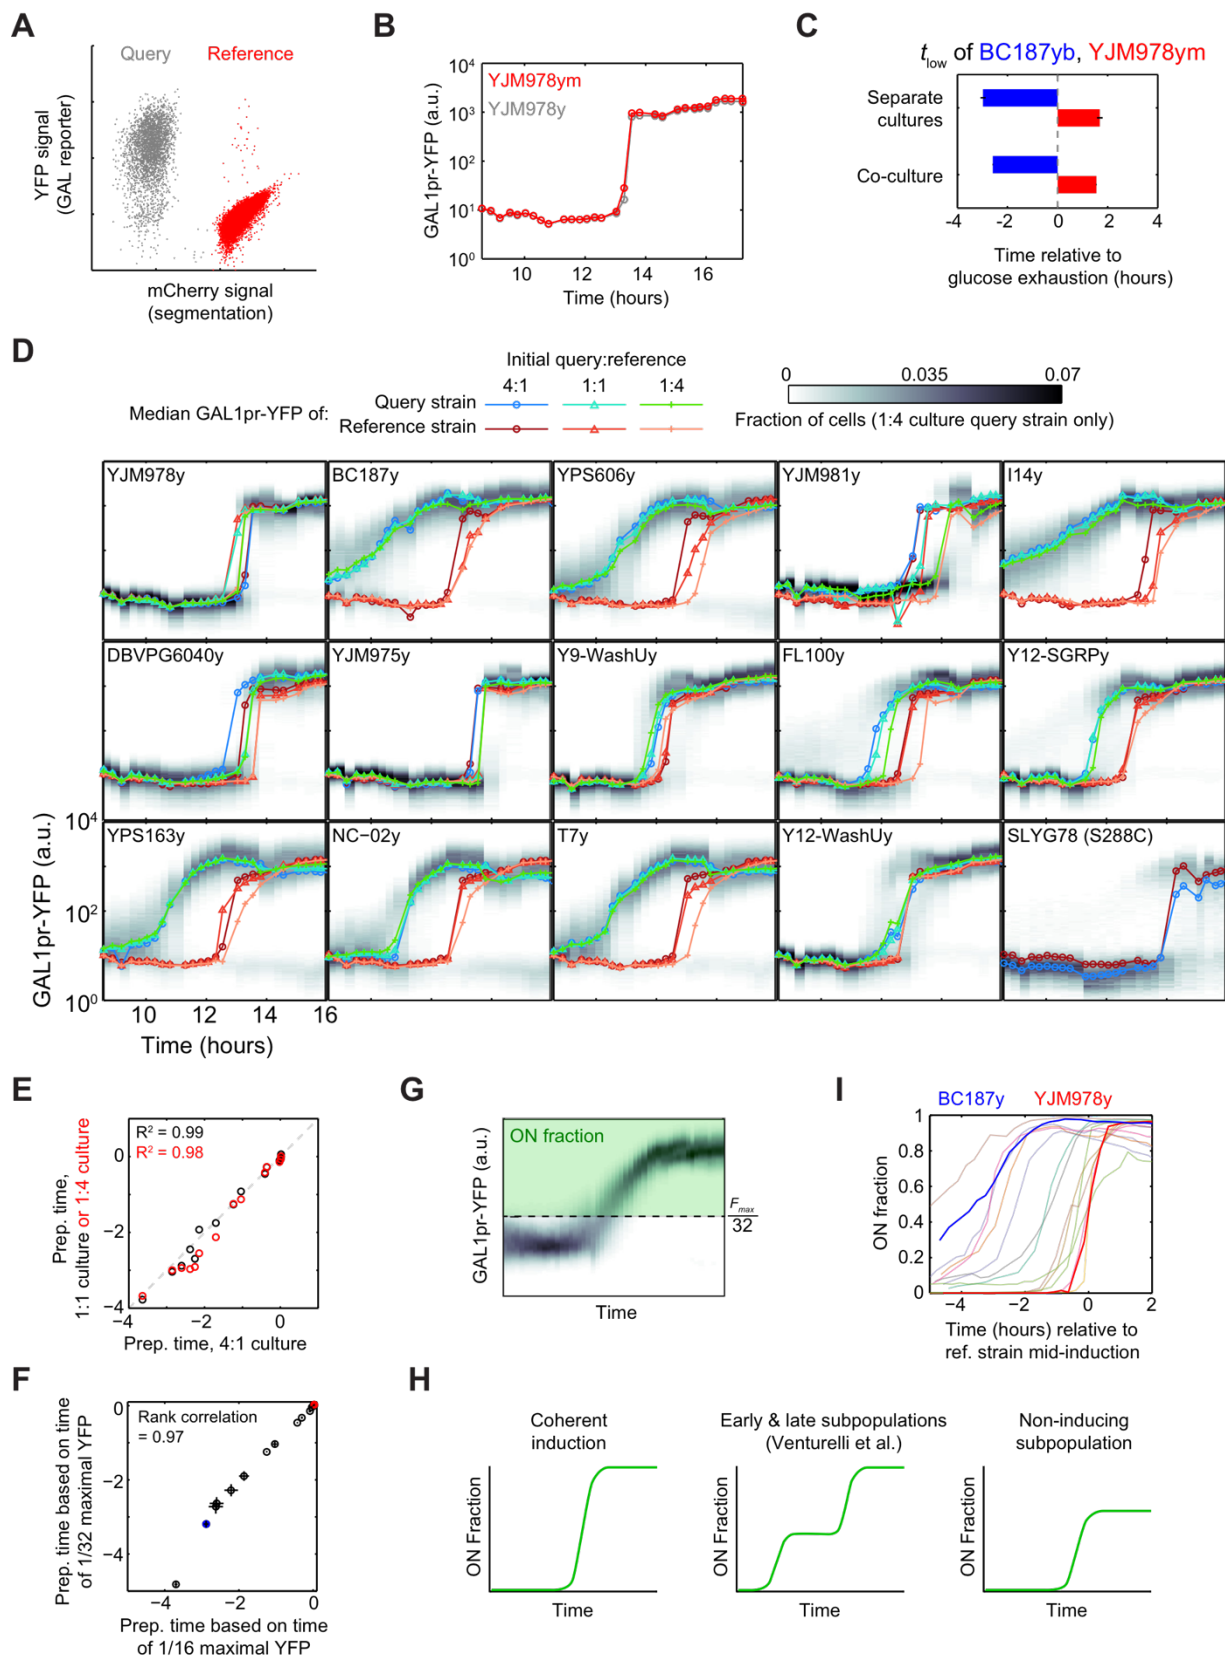 A
Query
Reference
YFP signal
(GAL reporter)
mCherry signal
(segmentation)
B
YJM978ym
YJM978y
GAL1pr-YFP (a.u.)
10⁴
10³
10²
10¹
10⁰
10
12
14
16
Time (hours)
C
t_low of BC187yb, YJM978ym
Separate
cultures
Co-culture
-4
-2
0
2
4
Time relative to
glucose exhaustion (hours)
D
Initial query:reference
4:1
1:1
1:4
Median GAL1pr-YFP of:
Query strain
Reference strain
0
0.035
0.07
Fraction of cells (1:4 culture query strain only)
YJM978y
BC187y
YPS606y
YJM981y
I14y
DBVPG6040y
YJM975y
Y9-WashUy
FL100y
Y12-SGRPy
YPS163y
NC−02y
T7y
Y12-WashUy
SLYG78 (S288C)
GAL1pr-YFP (a.u.)
10⁴
10²
10⁰
10
12
14
16
Time (hours)
E
R² = 0.99
R² = 0.98
Prep. time,
1:1 culture or 1:4 culture
0
−2
−4
−4
−2
0
Prep. time, 4:1 culture
F
Rank correlation
= 0.97
Prep. time based on time
of 1/32 maximal YFP
0
−2
−4
−4
−2
0
Prep. time based on time
of 1/16 maximal YFP
G
ON fraction
GAL1pr-YFP (a.u.)
F_max
32
Time
H
Coherent
induction
ON Fraction
Time
Early & late subpopulations
(Venturelli et al.)
ON Fraction
Time
Non-inducing
subpopulation
ON Fraction
Time
I
BC187y
YJM978y
ON fraction
1
0.8
0.6
0.4
0.2
0
−4
−2
0
2
Time (hours) relative to
ref. strain mid-induction